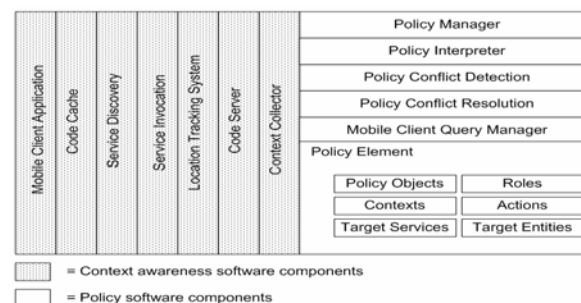 Mobile Client Application
Code Cache
Service Discovery
Service Invocation
Location Tracking System
Code Server
Context Collector
Policy Manager
Policy Interpreter
Policy Conflict Detection
Policy Conflict Resolution
Mobile Client Query Manager
Policy Element
Policy Objects
Roles
Contexts
Actions
Target Services
Target Entities
= Context awareness software components
= Policy software components